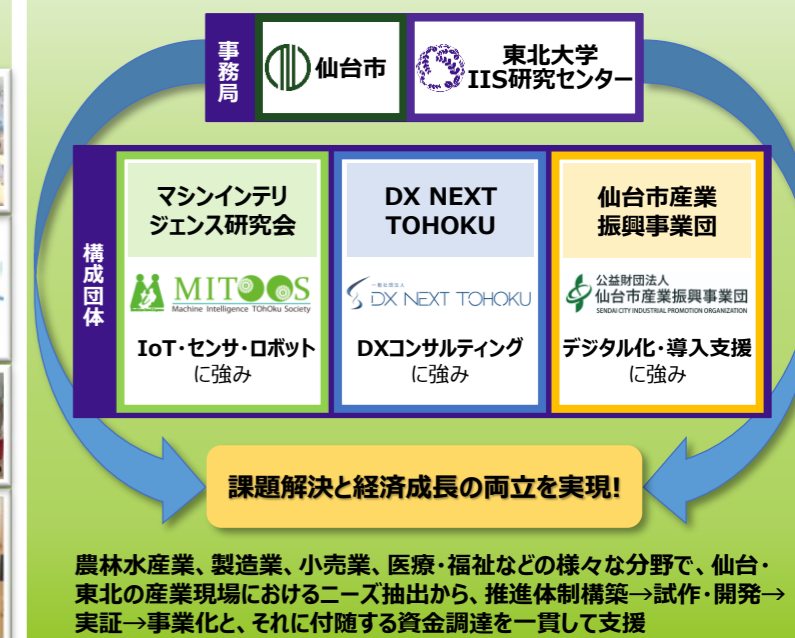 事務局
仙台市
東北大学
IIS研究センター
構成団体
マシンインテリ
ジェンス研究会
MITOOS
Machine Intelligence TOhOku Society
IoT・センサ・ロボット
に強み
DX NEXT
TOHOKU
一般社団法人
DX NEXT TOHOKU
DXコンサルティング
に強み
仙台市産業
振興事業団
公益財団法人
仙台市産業振興事業団
SENDAI CITY INDUSTRIAL PROMOTION ORGANIZATION
デジタル化・導入支援
に強み
課題解決と経済成長の両立を実現!
農林水産業、製造業、小売業、医療・福祉などの様々な分野で、仙台・
東北の産業現場におけるニーズ抽出から、推進体制構築→試作・開発→
実証→事業化と、それに付随する資金調達を一貫して支援